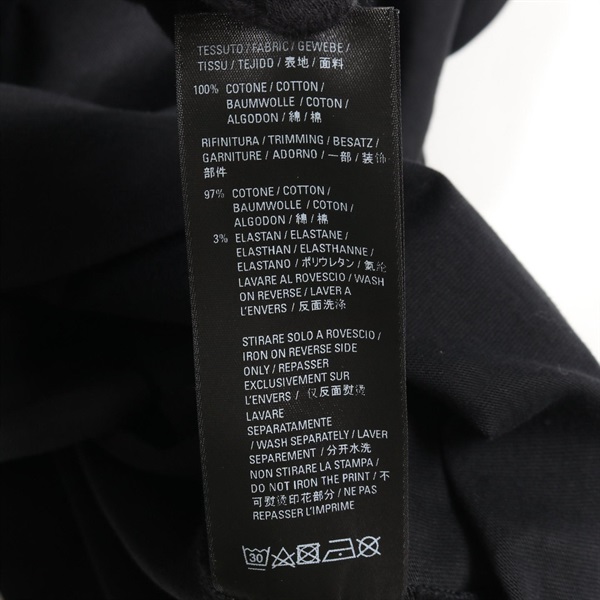 TESSUTO / FABRIC / GEWEBE /
TISSU / TEJIDO / 表地 / 面料
100% COTONE / COTTON /
BAUMWOLLE / COTON /
ALGODON / 綿 / 棉
RIFINITURA / TRIMMING / BESATZ /
GARNITURE / ADORNO / 一部 / 装饰
部件
97% COTONE / COTTON /
BAUMWOLLE / COTON /
ALGODON / 綿 / 棉
3% ELASTAN / ELASTANE /
ELASTHAN / ELASTHANNE /
ELASTANO / ポリウレタン / 氨纶
LAVARE AL ROVESCIO / WASH
ON REVERSE / LAVER A
L'ENVERS / 反面洗涤
STIRARE SOLO A ROVESCIO /
IRON ON REVERSE SIDE
ONLY / REPASSER
EXCLUSIVEMENT SUR
L'ENVERS / 仅反面熨烫
LAVARE
SEPARATAMENTE
/ WASH SEPARATELY / LAVER
SEPAREMENT / 分开水洗
NON STIRARE LA STAMPA /
DO NOT IRON THE PRINT / 不
可熨烫印花部分 / NE PAS
REPASSER L'IMPRIME
30